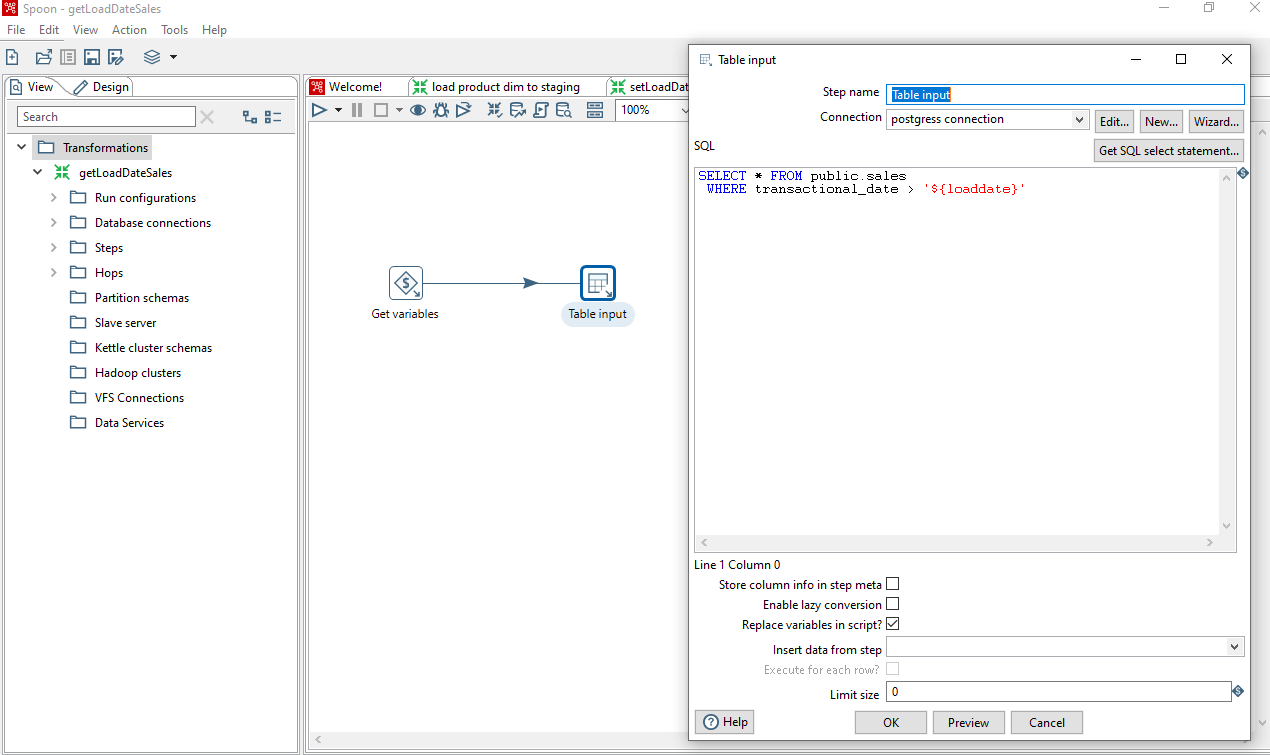 Spoon - getLoadDateSales
File Edit View Action Tools Help
View Design
Search
Transformations
getLoadDateSales
Run configurations
Database connections
Steps
Hops
Partition schemas
Slave server
Kettle cluster schemas
Hadoop clusters
VFS Connections
Data Services
Welcome! load product dim to staging setLoadDat
100%
Get variables
Table input
Table input
Step name Table input
Connection postgress connection Edit... New... Wizard...
SQL Get SQL select statement...
SELECT * FROM public.sales
WHERE transactional_date > '${loaddate}'
Line 1 Column 0
Store column info in step meta
Enable lazy conversion
Replace variables in script?
Insert data from step
Execute for each row?
Limit size 0
Help OK Preview Cancel